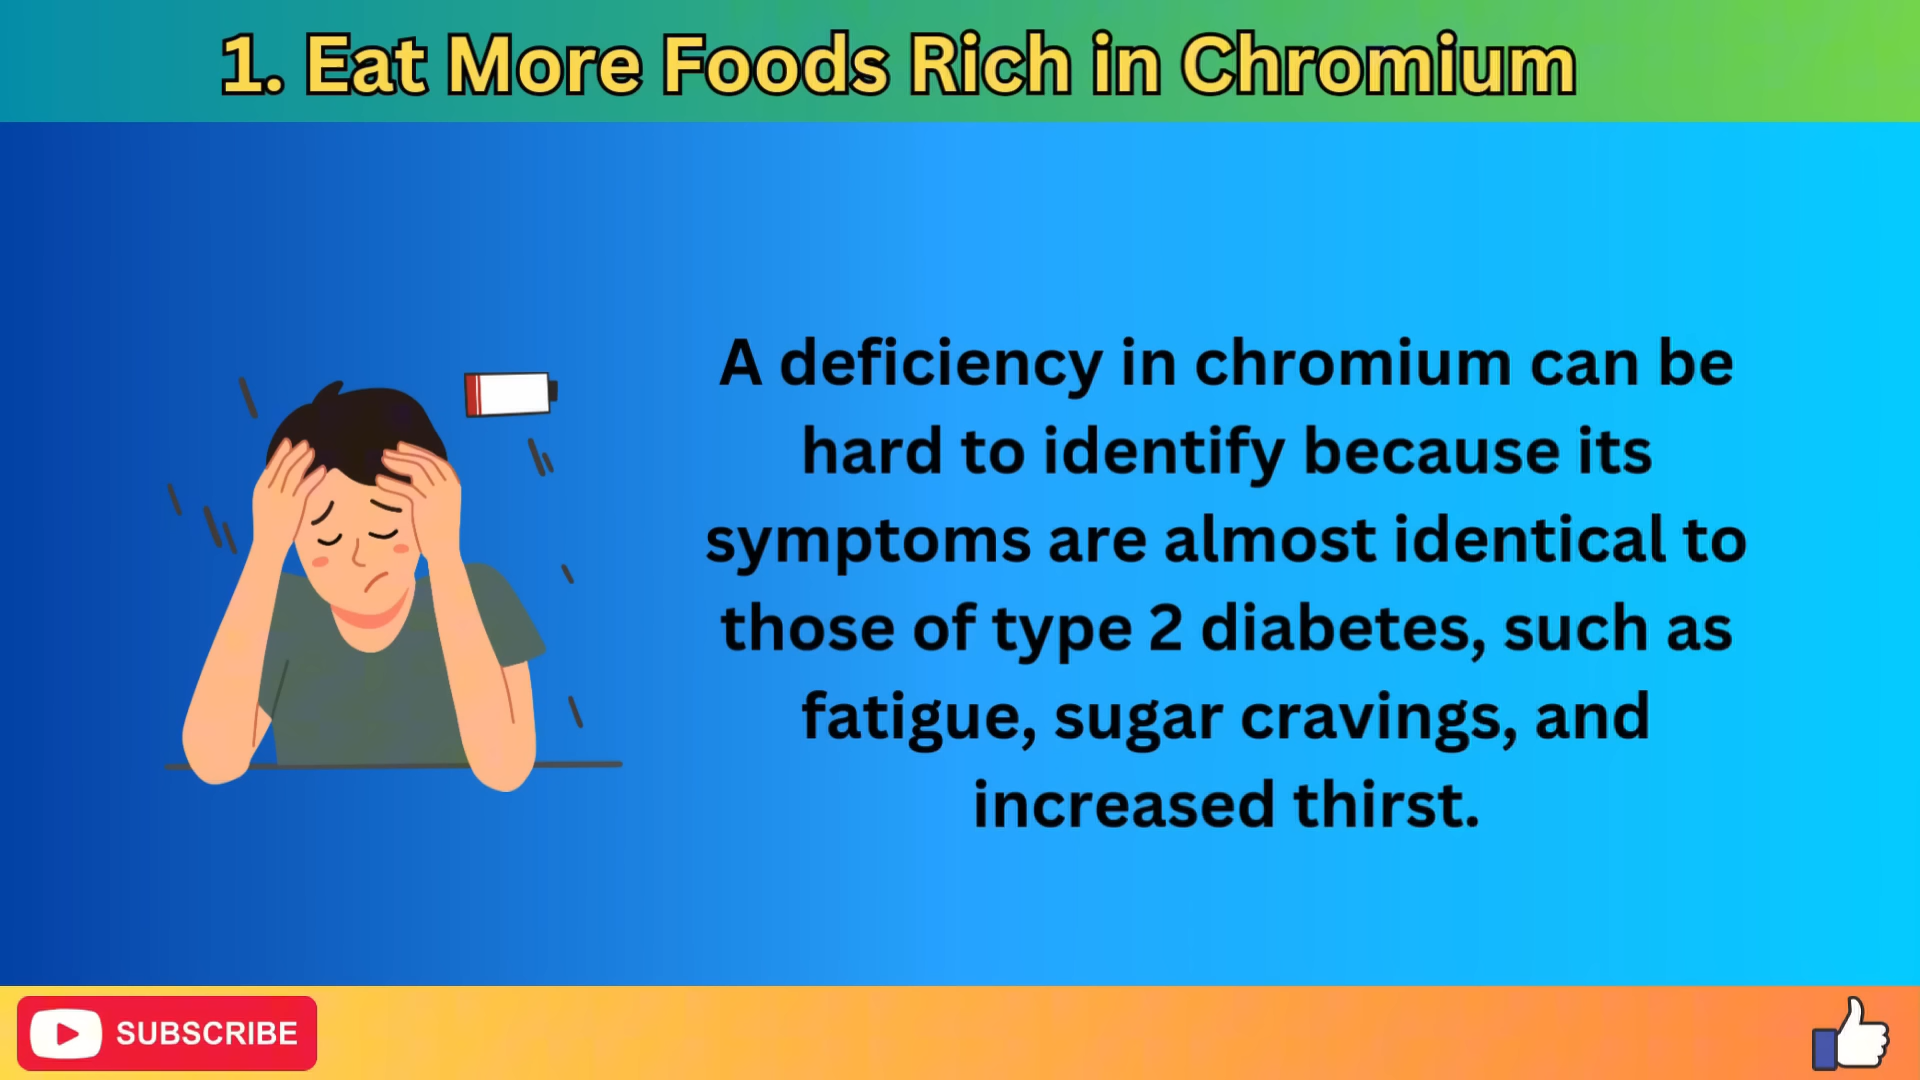 1. Eat More Foods Rich in Chromium
A deficiency in chromium can be
hard to identify because its
symptoms are almost identical to
those of type 2 diabetes, such as
fatigue, sugar cravings, and
increased thirst.
SUBSCRIBE